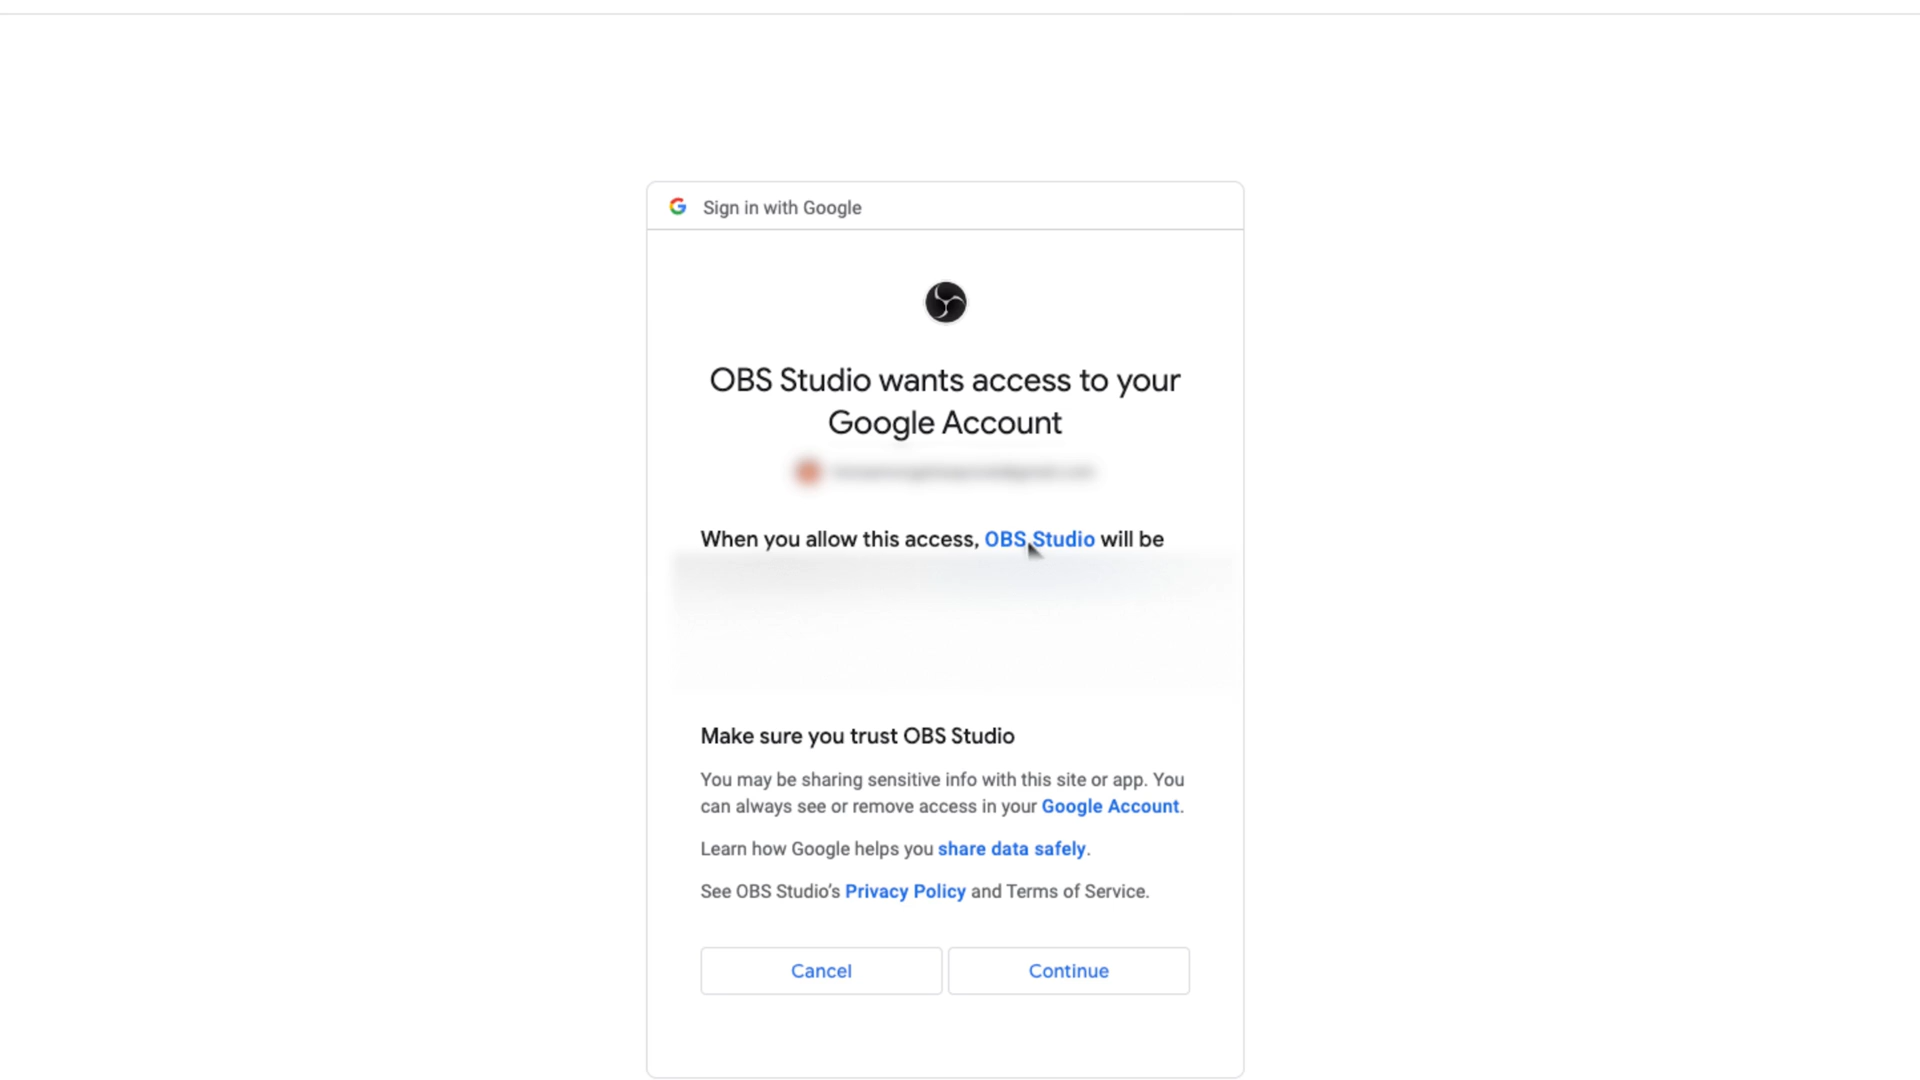 Sign in with Google
OBS Studio wants access to your
Google Account
When you allow this access, OBS Studio will be
Make sure you trust OBS Studio
You may be sharing sensitive info with this site or app. You
can always see or remove access in your Google Account.
Learn how Google helps you share data safely.
See OBS Studio's Privacy Policy and Terms of Service.
Cancel
Continue